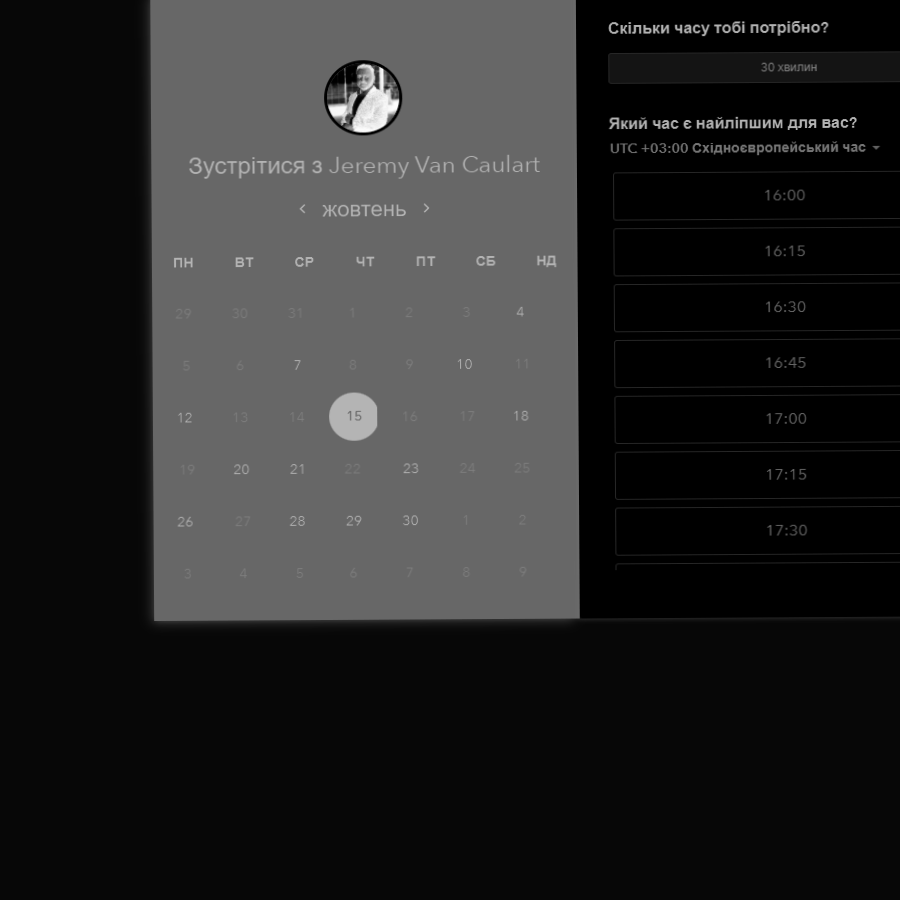 Зустрітися з Jeremy Van Caulart
жовтень
ПН ВТ СР ЧТ ПТ СБ НД
29 30 31 1 2 3 4
5 6 7 8 9 10 11
12 13 14 15 16 17 18
19 20 21 22 23 24 25
26 27 28 29 30 1 2
3 4 5 6 7 8 9
Скільки часу тобі потрібно?
30 хвилин
Який час є найліпшим для вас?
UTC +03:00 Східноєвропейський час
16:00
16:15
16:30
16:45
17:00
17:15
17:30